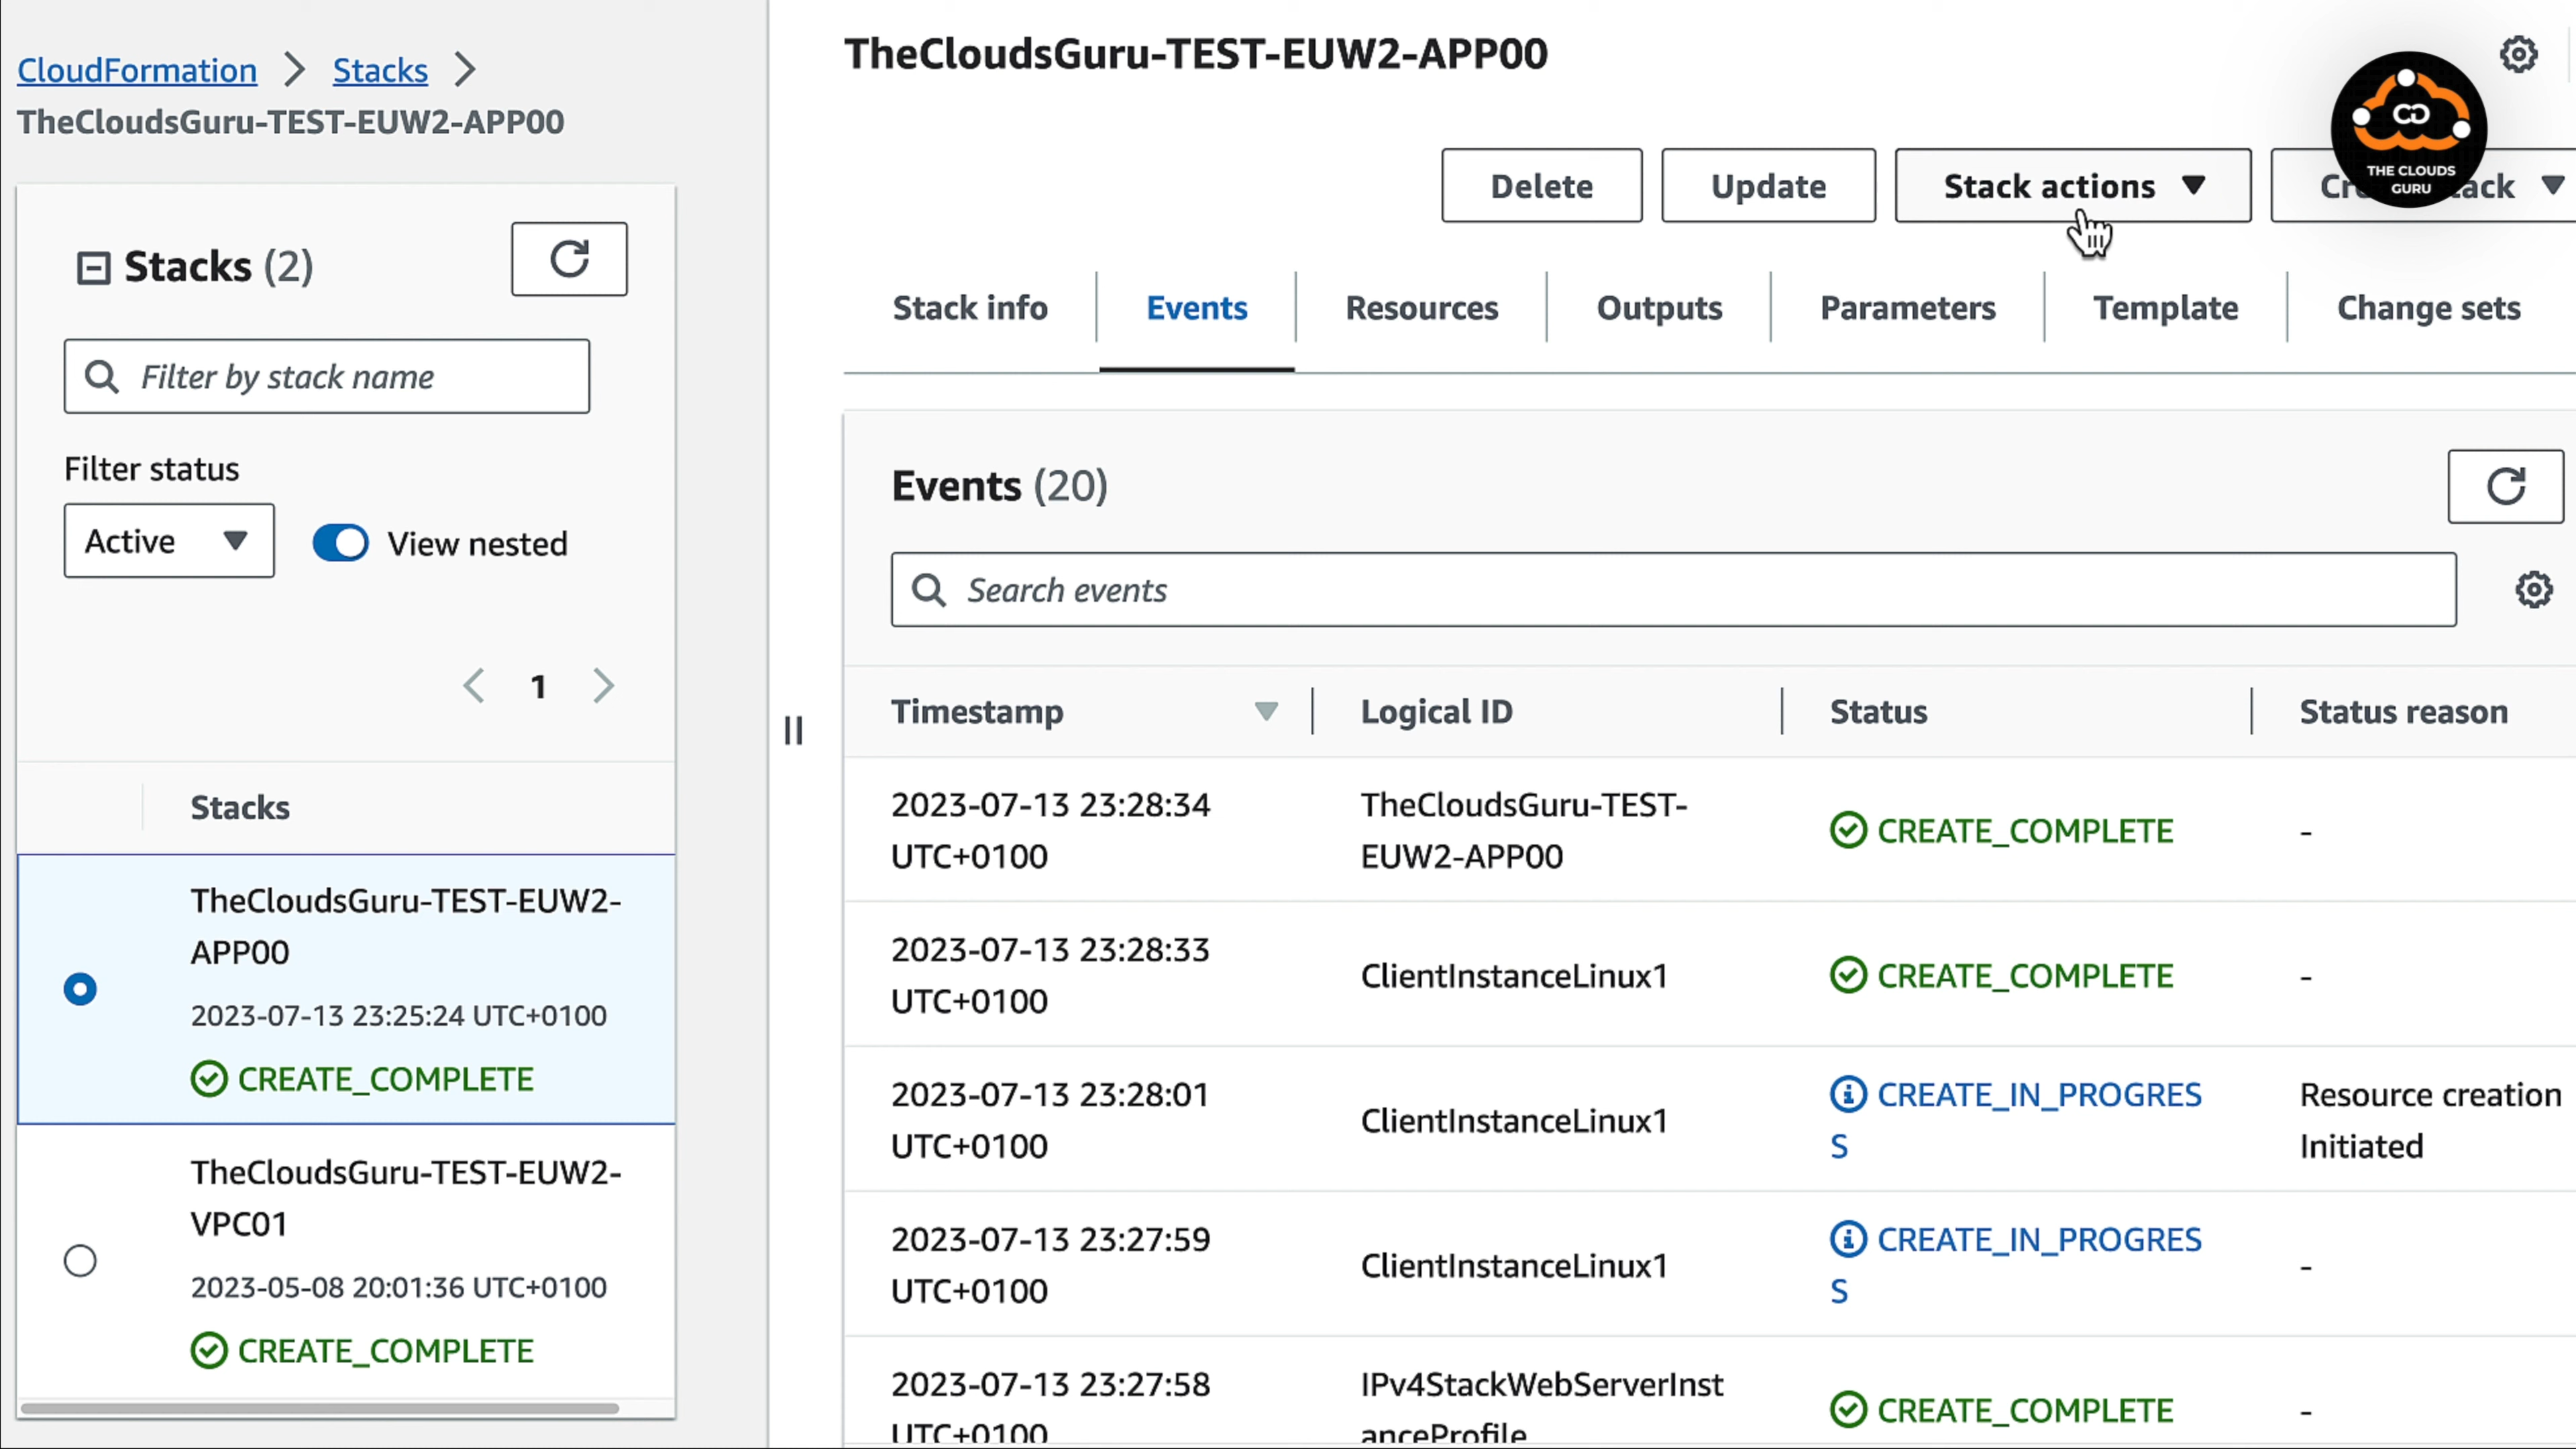 CloudFormation > Stacks >
TheCloudsGuru-TEST-EUW2-APP00
Stacks (2)
Filter by stack name
Filter status
Active
View nested
1
Stacks
TheCloudsGuru-TEST-EUW2-
APP00
2023-07-13 23:25:24 UTC+0100
CREATE_COMPLETE
TheCloudsGuru-TEST-EUW2-
VPC01
2023-05-08 20:01:36 UTC+0100
CREATE_COMPLETE
TheCloudsGuru-TEST-EUW2-APP00
THE CLOUDS
GURU
Delete Update Stack actions
Stack info Events Resources Outputs Parameters Template Change sets
Events (20)
Search events
Timestamp Logical ID Status Status reason
2023-07-13 23:28:34 TheCloudsGuru-TEST-
UTC+0100 EUW2-APP00
CREATE_COMPLETE -
2023-07-13 23:28:33
UTC+0100
ClientInstanceLinux1 CREATE_COMPLETE -
2023-07-13 23:28:01
UTC+0100
ClientInstanceLinux1
CREATE_IN_PROGRES
S
Resource creation
Initiated
2023-07-13 23:27:59
UTC+0100
ClientInstanceLinux1
CREATE_IN_PROGRES
S
-
2023-07-13 23:27:58
UTC+0100
IPv4StackWebServerInst
anceProfile
CREATE_COMPLETE -